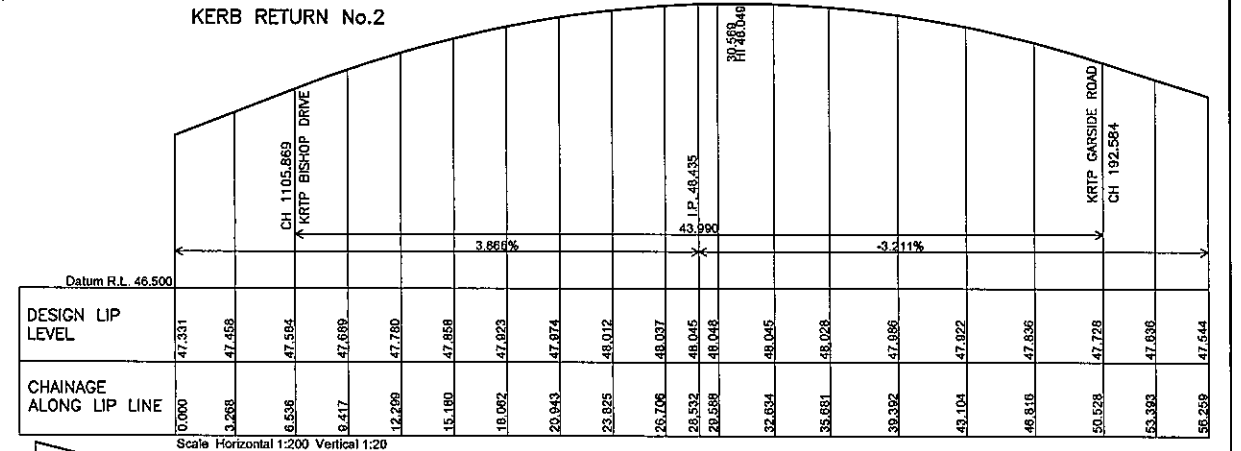 KERB RETURN No.2
30.569
HI 48.049
CH 1105.869
KRTP BISHOP DRIVE
I.P. 48.435
KRTP GARSIDE ROAD
CH 192.584
43.990
3.866%
-3.211%
Datum R.L. 46.500
DESIGN LIP
LEVEL
47.331 47.458 47.584 47.689 47.780 47.858 47.923 47.974 48.012 48.037 48.045 48.048 48.045 48.028 47.986 47.922 47.836 47.728 47.636 47.544
CHAINAGE
ALONG LIP LINE
0.000 3.268 6.536 9.417 12.299 15.180 18.062 20.943 23.825 26.706 28.532 29.588 32.634 35.681 39.392 43.104 46.816 50.528 53.393 56.259
Scale Horizontal 1:200 Vertical 1:20